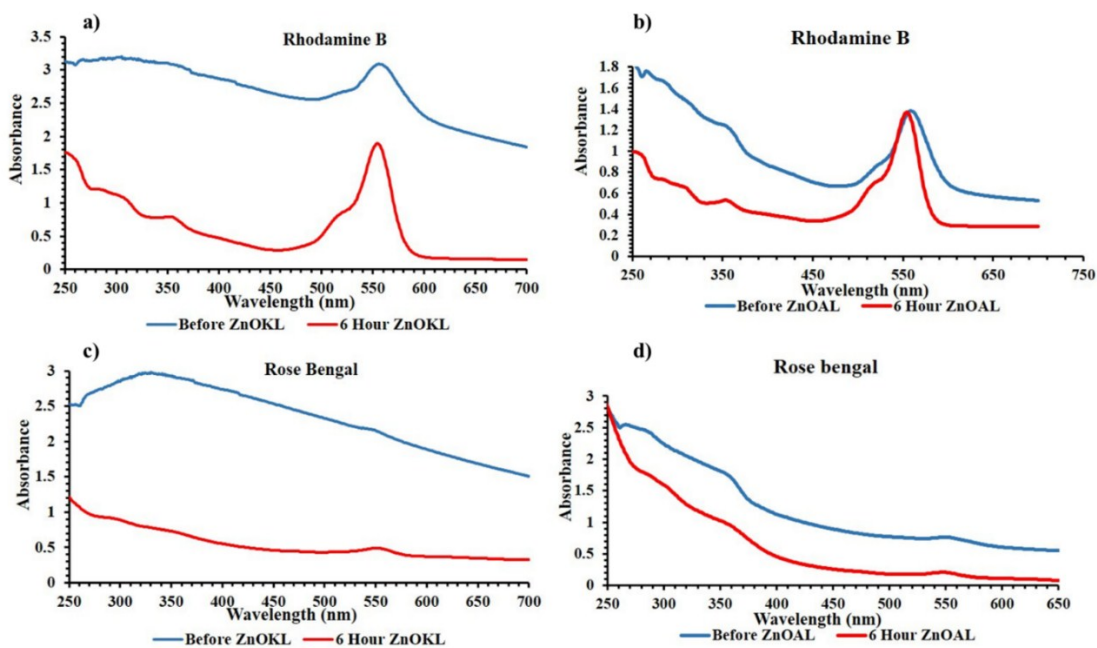 a)
Rhodamine B
3.5
3
2.5
2
1.5
1
0.5
0
Absorbance
250 300 350 400 450 500 550 600 650 700
Wavelength (nm)
Before ZnOKL 6 Hour ZnOKL
b)
Rhodamine B
1.8
1.6
1.4
1.2
1
0.8
0.6
0.4
0.2
0
Absorbance
250 350 450 550 650 750
Wavelength (nm)
Before ZnOAL 6 Hour ZnOAL
c)
Rose Bengal
3
2.5
2
1.5
1
0.5
0
Absorbance
250 300 350 400 450 500 550 600 650 700
Wavelength (nm)
Before ZnOKL 6 Hour ZnOKL
d)
Rose bengal
3
2.5
2
1.5
1
0.5
0
Absorbance
250 300 350 400 450 500 550 600 650
Wavelength (nm)
Before ZnOAL 6 Hour ZnOAL